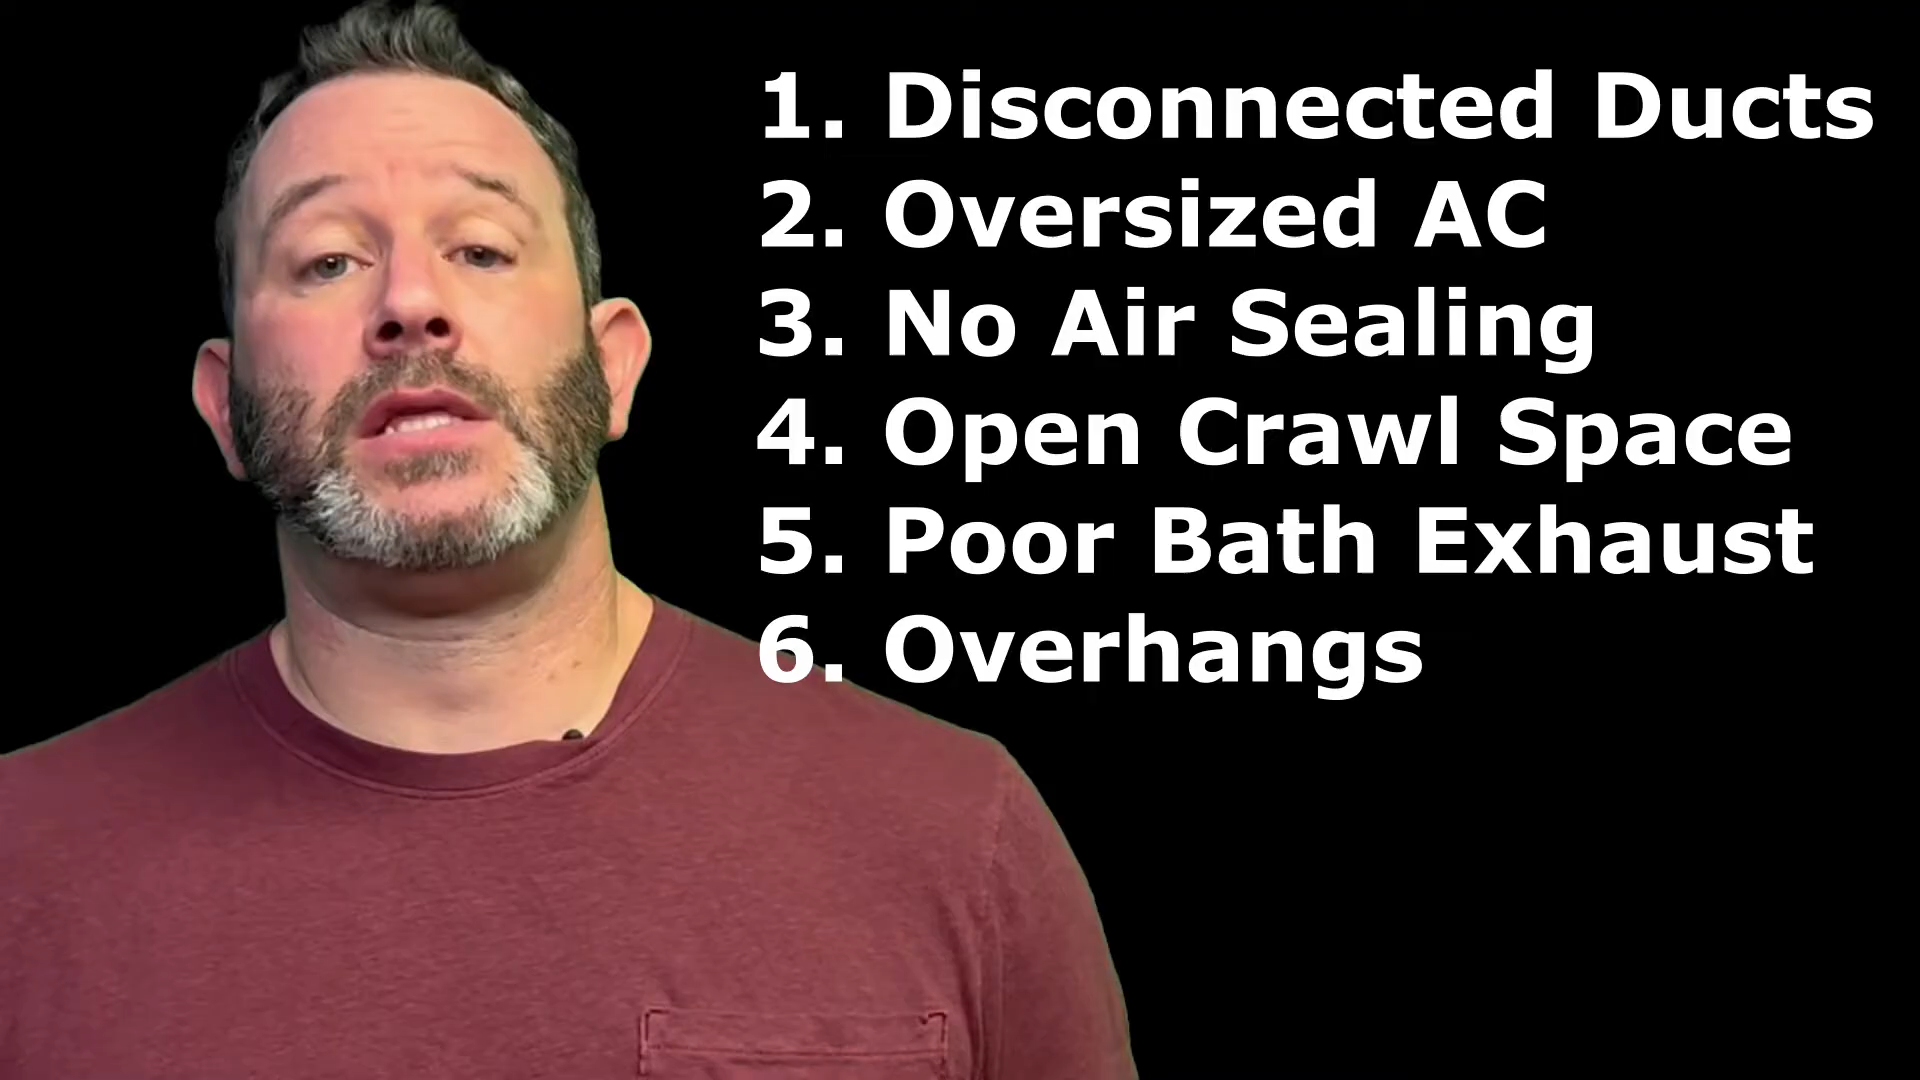 1. Disconnected Ducts
2. Oversized AC
3. No Air Sealing
4. Open Crawl Space
5. Poor Bath Exhaust
6. Overhangs